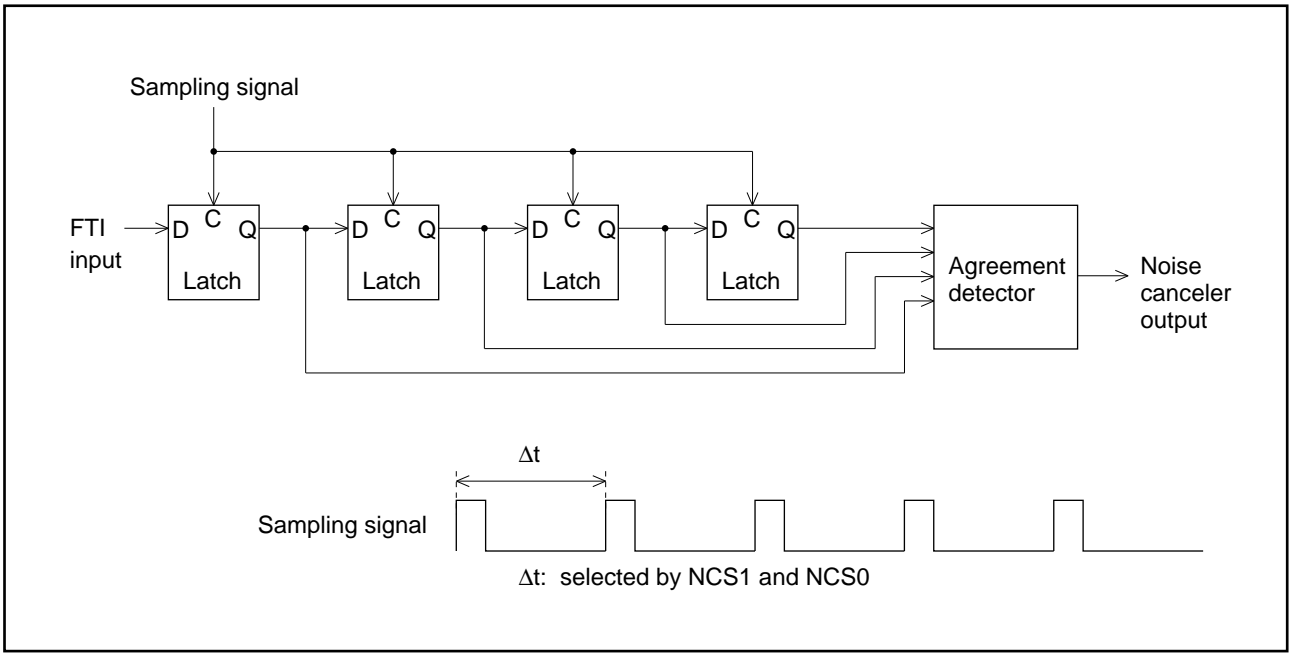 Sampling signal
FTI
input
D C Q
Latch
D C Q
Latch
D C Q
Latch
D C Q
Latch
Agreement
detector
Noise
canceler
output
Δt
Sampling signal
Δt: selected by NCS1 and NCS0